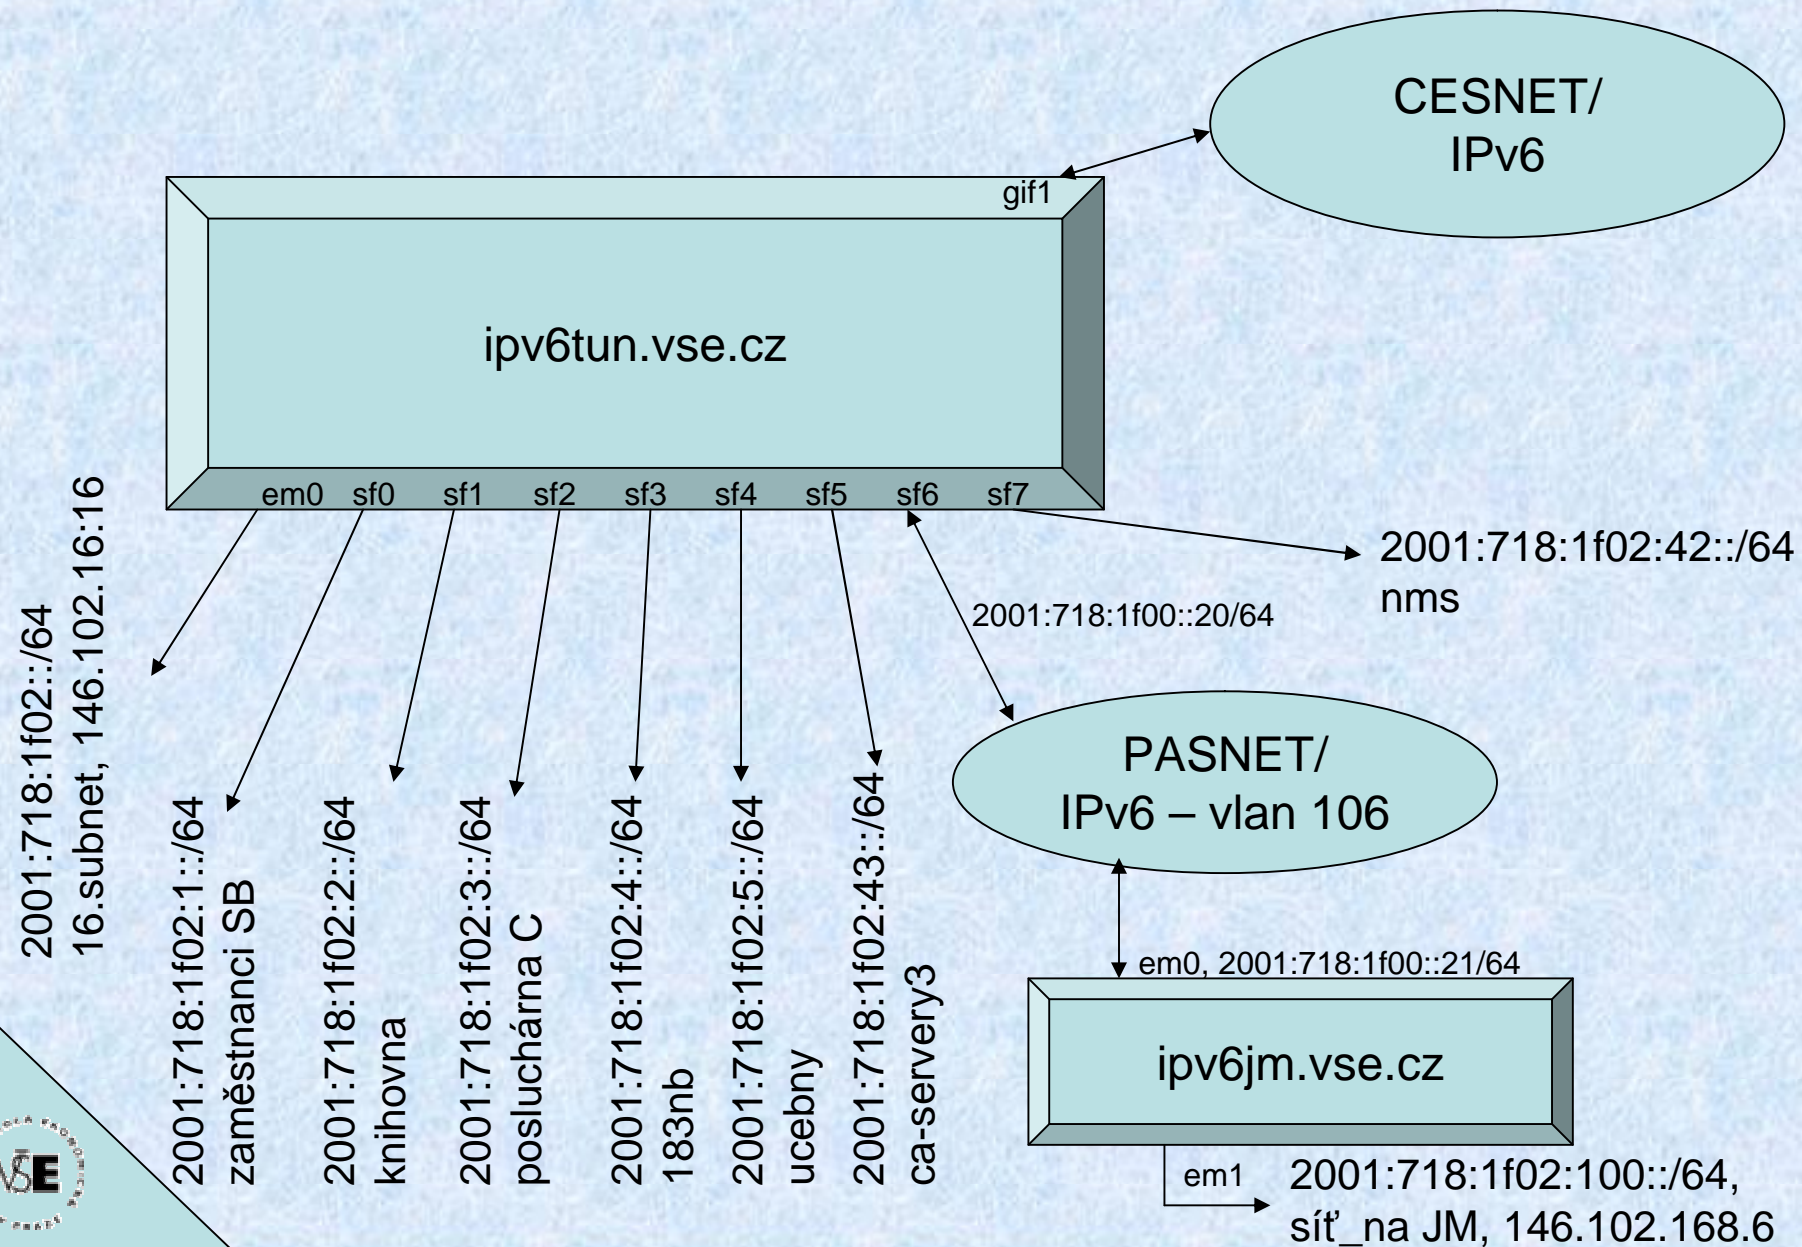 CESNET/
IPv6
gif1
ipv6tun.vse.cz
em0 sf0 sf1 sf2 sf3 sf4 sf5 sf6 sf7
2001:718:1f02::/64
16.subnet, 146.102.16:16
2001:718:1f02:42::/64
nms
2001:718:1f00::20/64
2001:718:1f02:1::/64
zaměstnanci SB
2001:718:1f02:2::/64
knihovna
2001:718:1f02:3::/64
posluchárna C
2001:718:1f02:4::/64
183nb
2001:718:1f02:5::/64
ucebny
2001:718:1f02:43::/64
ca-servery3
PASNET/
IPv6 – vlan 106
em0, 2001:718:1f00::21/64
ipv6jm.vse.cz
em1
2001:718:1f02:100::/64,
síť_na JM, 146.102.168.6
VŠE